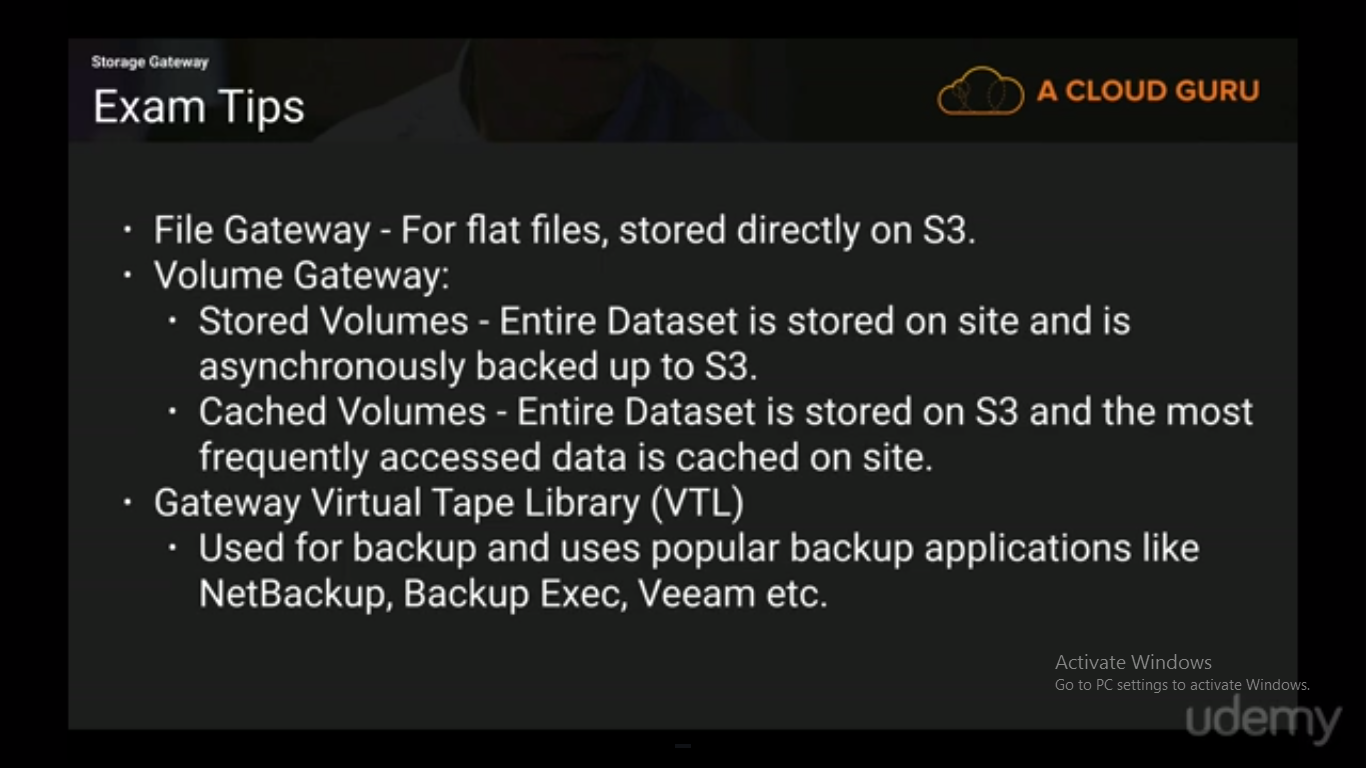 Storage Gateway
Exam Tips
A CLOUD GURU
• File Gateway - For flat files, stored directly on S3.
• Volume Gateway:
• Stored Volumes - Entire Dataset is stored on site and is
asynchronously backed up to S3.
• Cached Volumes - Entire Dataset is stored on S3 and the most
frequently accessed data is cached on site.
• Gateway Virtual Tape Library (VTL)
• Used for backup and uses popular backup applications like
NetBackup, Backup Exec, Veeam etc.
Activate Windows
Go to PC settings to activate Windows.
udemy